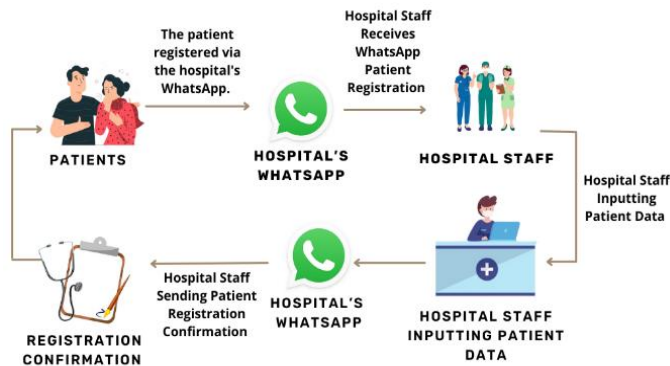 The patient
registered via
the hospital's
WhatsApp.
Hospital Staff
Receives
WhatsApp
Patient
Registration
PATIENTS
HOSPITAL'S
WHATSAPP
HOSPITAL STAFF
Hospital Staff
Inputting
Patient Data
Hospital Staff
Sending Patient
Registration
Confirmation
HOSPITAL'S
WHATSAPP
REGISTRATION
CONFIRMATION
HOSPITAL STAFF
INPUTTING PATIENT
DATA